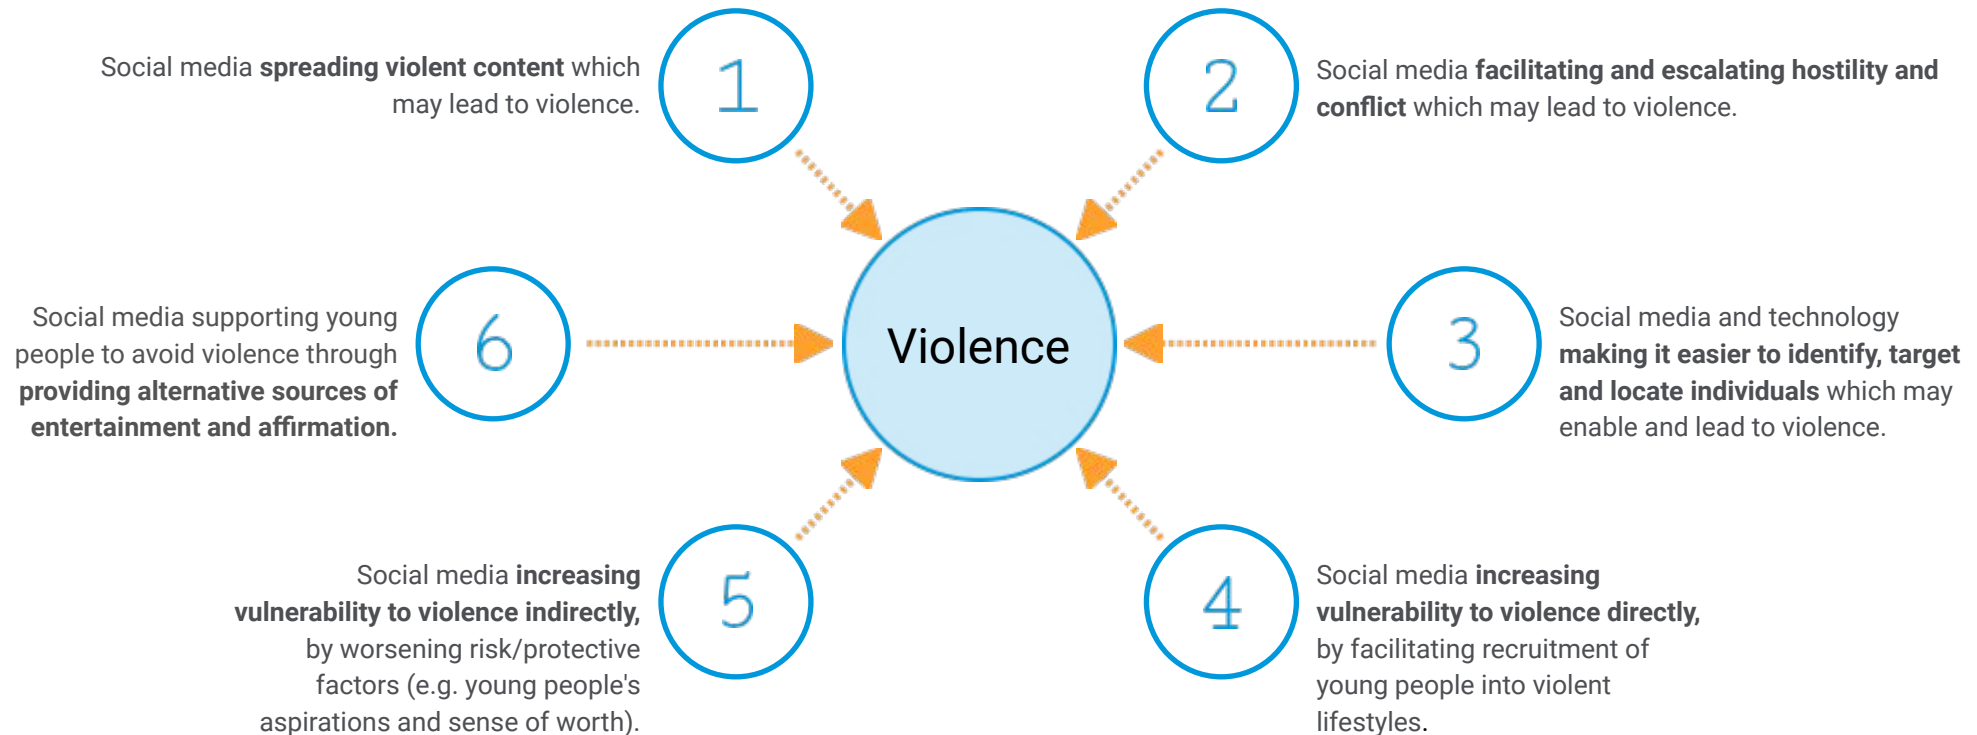 1
Social media spreading violent content which
may lead to violence.
2
Social media facilitating and escalating hostility and
conflict which may lead to violence.
3
Social media and technology
making it easier to identify, target
and locate individuals which may
enable and lead to violence.
4
Social media increasing
vulnerability to violence directly,
by facilitating recruitment of
young people into violent
lifestyles.
5
Social media increasing
vulnerability to violence indirectly,
by worsening risk/protective
factors (e.g. young people's
aspirations and sense of worth).
6
Social media supporting young
people to avoid violence through
providing alternative sources of
entertainment and affirmation.
Violence